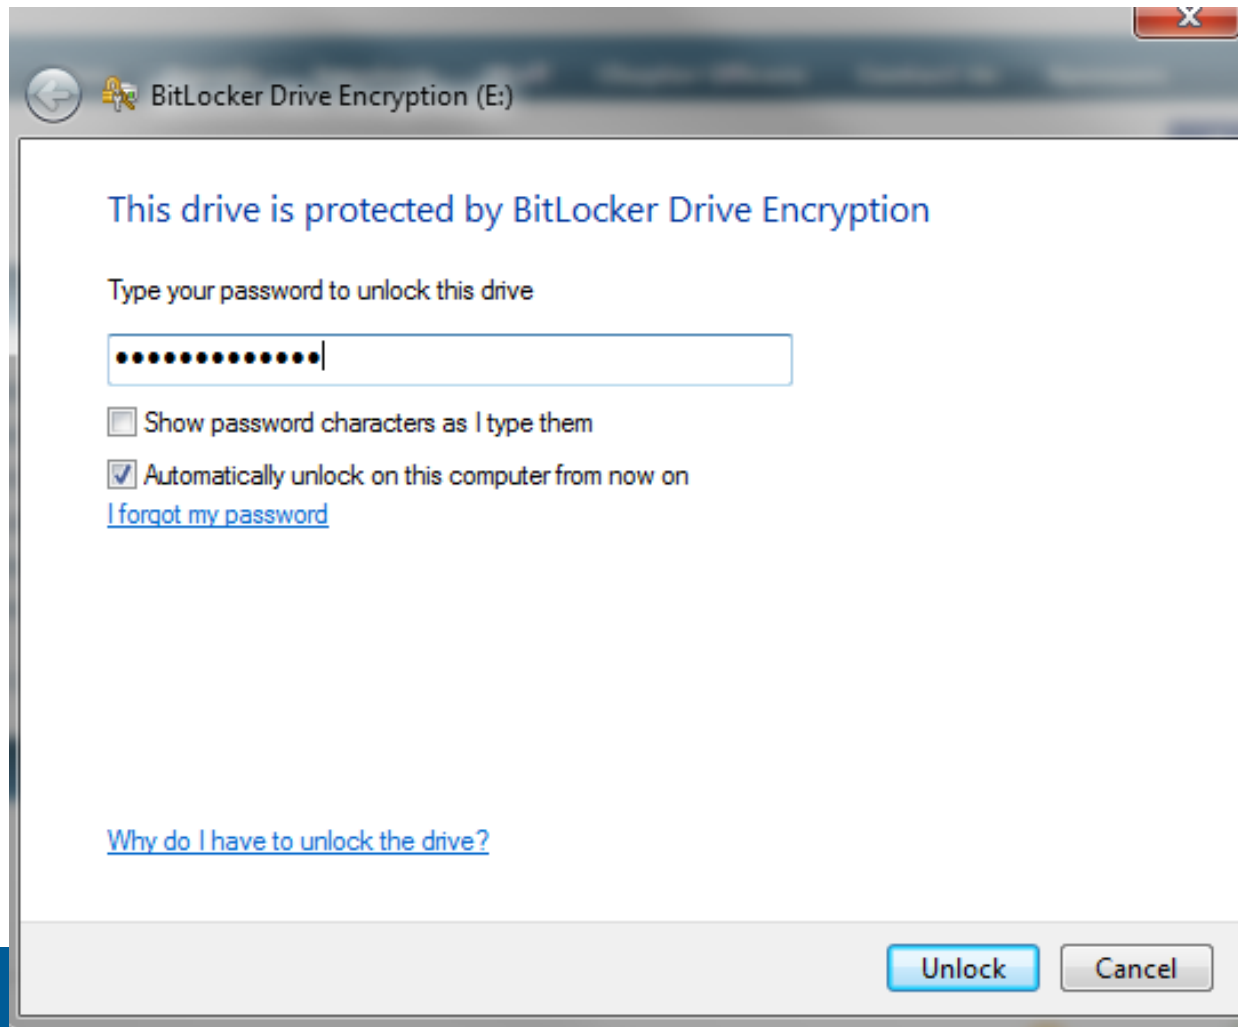 BitLocker Drive Encryption (E:)
This drive is protected by BitLocker Drive Encryption
Type your password to unlock this drive
•••••••••••••
Show password characters as I type them
Automatically unlock on this computer from now on
I forgot my password
Why do I have to unlock the drive?
Unlock
Cancel